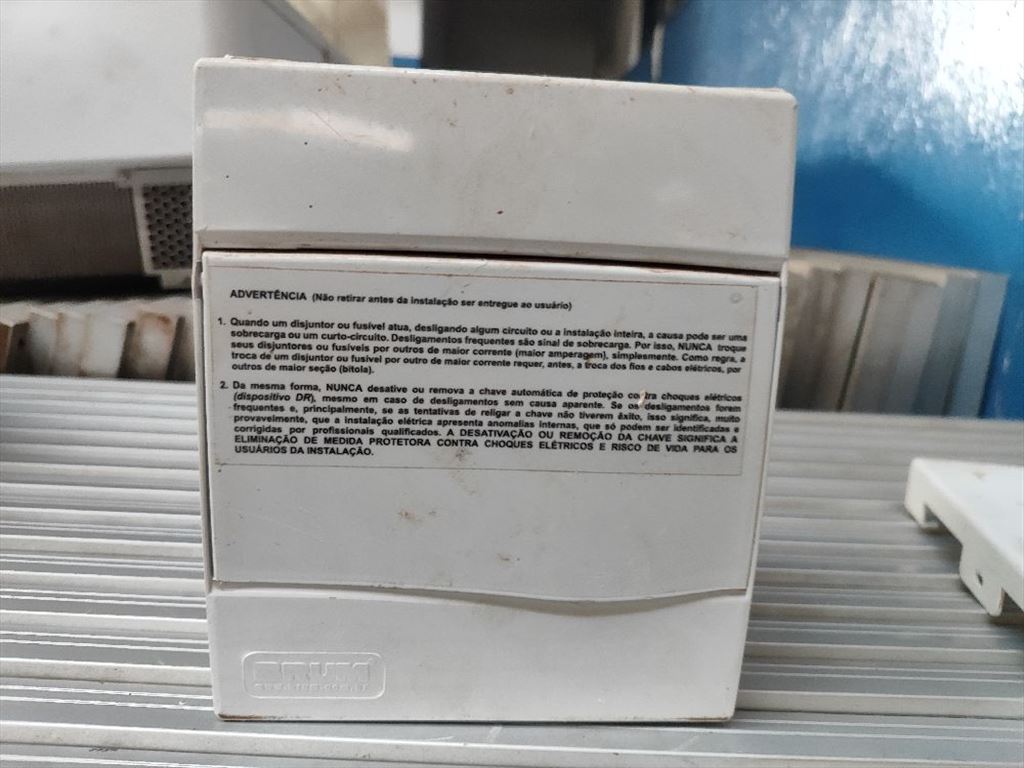 ADVERTÊNCIA (Não retirar antes da instalação ser entregue ao usuário)
1. Quando um disjuntor ou fusível atua, desligando algum circuito ou a instalação inteira, a causa pode ser uma
sobrecarga ou um curto-circuito. Desligamentos frequentes são sinal de sobrecarga. Por isso, NUNCA troque
seus disjuntores ou fusíveis por outros de maior corrente (maior amperagem), simplesmente. Como regra, a
troca de um disjuntor ou fusível por outro de maior corrente requer, antes, a troca dos fios e cabos elétricos, por
outros de maior seção (bitola).
2. Da mesma forma, NUNCA desative ou remova a chave automática de proteção contra choques elétricos
(dispositivo DR), mesmo em caso de desligamentos sem causa aparente. Se os desligamentos forem
frequentes e, principalmente, se as tentativas de religar a chave não tiverem êxito, isso significa, muito
provavelmente, que a instalação elétrica apresenta anomalias internas, que só podem ser identificadas e
corrigidas por profissionais qualificados. A DESATIVAÇÃO OU REMOÇÃO DA CHAVE SIGNIFICA A
ELIMINAÇÃO DE MEDIDA PROTETORA CONTRA CHOQUES ELÉTRICOS E RISCO DE VIDA PARA OS
USUÁRIOS DA INSTALAÇÃO.
BRUM